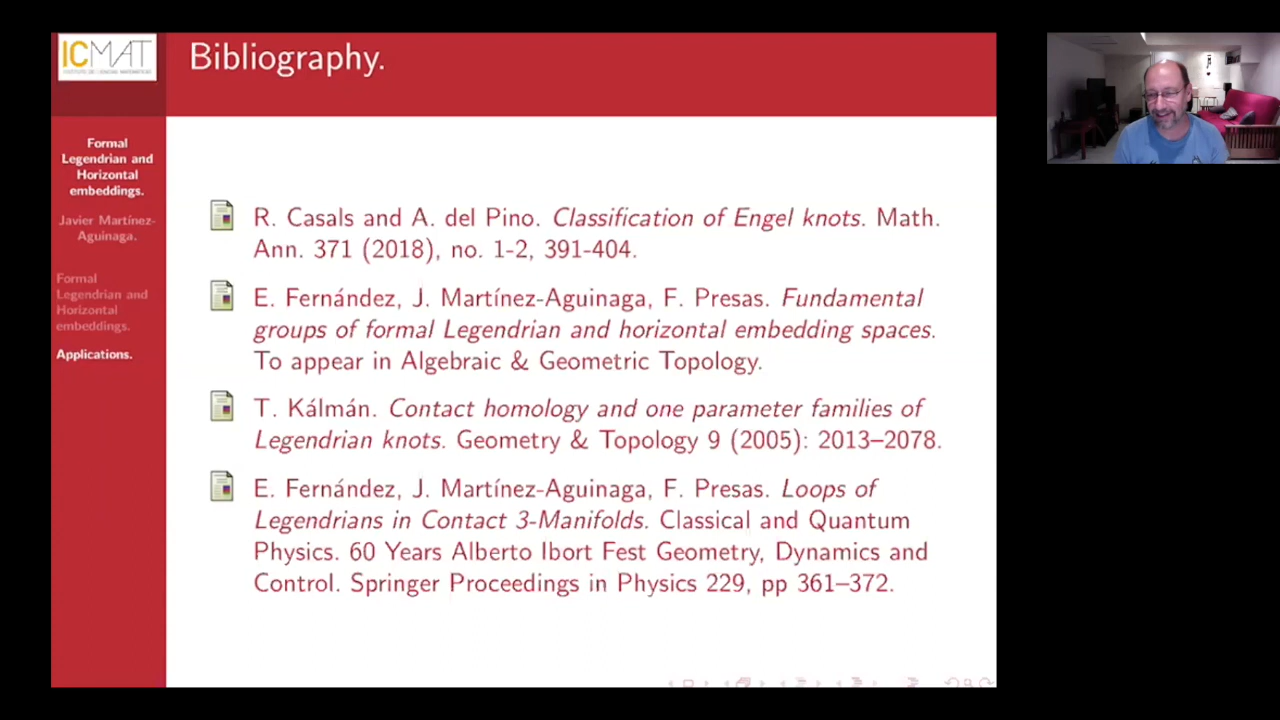 ICMAT
Bibliography.
Formal
Legendrian and
Horizontal
embeddings.
Javier Martínez-
Aguinaga.
Formal
Legendrian and
Horizontal
embeddings.
Applications.
R. Casals and A. del Pino. Classification of Engel knots. Math.
Ann. 371 (2018), no. 1-2, 391-404.
E. Fernández, J. Martínez-Aguinaga, F. Presas. Fundamental
groups of formal Legendrian and horizontal embedding spaces.
To appear in Algebraic & Geometric Topology.
T. Kálmán. Contact homology and one parameter families of
Legendrian knots. Geometry & Topology 9 (2005): 2013–2078.
E. Fernández, J. Martínez-Aguinaga, F. Presas. Loops of
Legendrians in Contact 3-Manifolds. Classical and Quantum
Physics. 60 Years Alberto Ibort Fest Geometry, Dynamics and
Control. Springer Proceedings in Physics 229, pp 361–372.